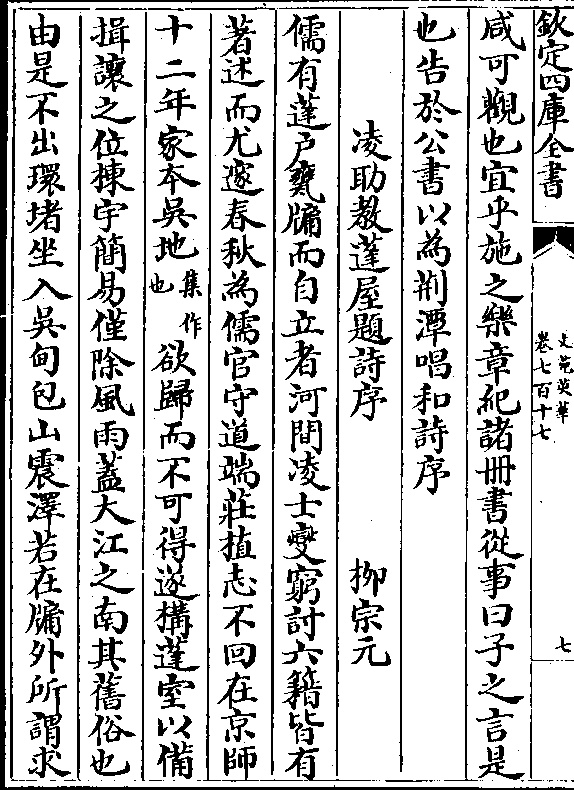 欽定四庫全書
文苑英華
卷七百十七
七
咸可觀也宜乎施之樂章紀諸冊書從事曰子之言是
也告於公書以為荆潭唱和詩序
凌助教蓬屋題詩序 柳宗元
儒有蓬户甕牖而自立者河間凌士燮窮討六籍皆有
著述而尤邃春秋為儒官守道端莊植志不回在京師
十二年家本吳地集作也欲歸而不可得遂構蓬室以備
揖讓之位棟宇簡易僅除風雨蓋大江之南其舊俗也
由是不出環堵坐入吳甸包山震澤若在牖外所謂求